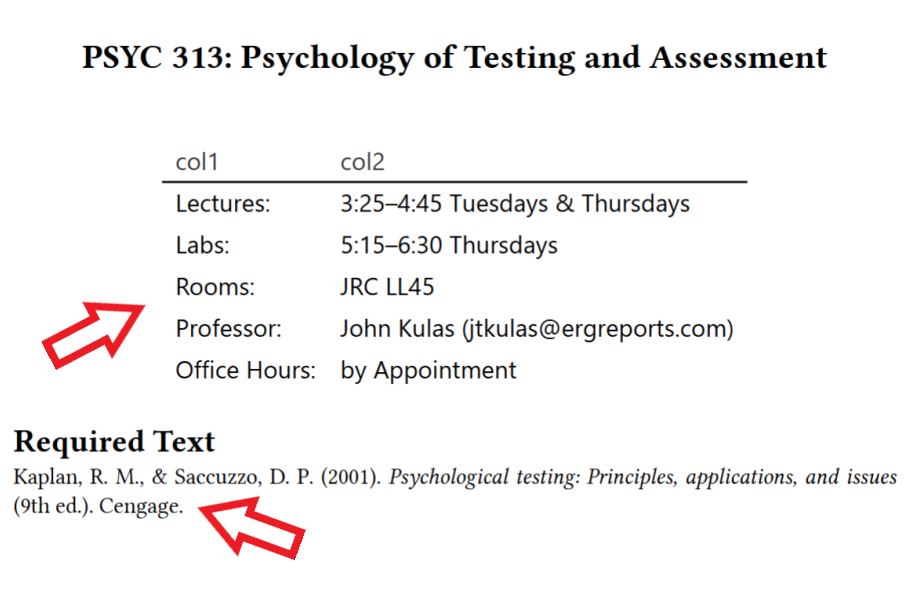 PSYC 313: Psychology of Testing and Assessment
col1 col2
Lectures: 3:25–4:45 Tuesdays & Thursdays
Labs: 5:15–6:30 Thursdays
Rooms: JRC LL45
Professor: John Kulas (jtkulas@ergreports.com)
Office Hours: by Appointment
Required Text
Kaplan, R. M., & Saccuzzo, D. P. (2001). Psychological testing: Principles, applications, and issues
(9th ed.). Cengage.